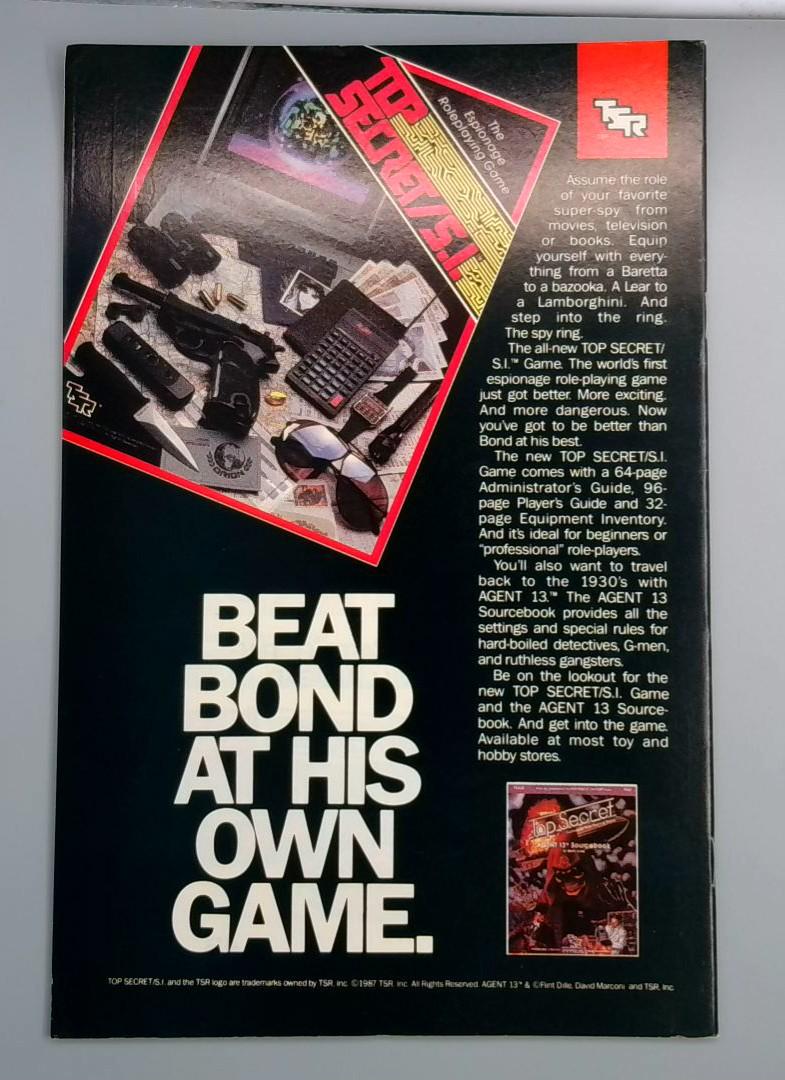 TOP
SECRET/S.I.™
The
Espionage
Roleplaying Game
TSR
TSR
ORION
Assume the role
of your favorite
super-spy from
movies, television
or books. Equip
yourself with every-
thing from a Baretta
to a bazooka. A Lear to
a Lamborghini. And
step into the ring.
The spy ring.
The all-new TOP SECRET/
S.I.™ Game. The world's first
espionage role-playing game
just got better. More exciting.
And more dangerous. Now
you've got to be better than
Bond at his best.
The new TOP SECRET/S.I.
Game comes with a 64-page
Administrator's Guide, 96-
page Player's Guide and 32-
page Equipment Inventory.
And it's ideal for beginners or
"professional" role-players.
You'll also want to travel
back to the 1930's with
AGENT 13.™ The AGENT 13
Sourcebook provides all the
settings and special rules for
hard-boiled detectives, G-men,
and ruthless gangsters.
Be on the lookout for the
new TOP SECRET/S.I. Game
and the AGENT 13 Source-
book. And get into the game.
Available at most toy and
hobby stores.
BEAT
BOND
AT HIS
OWN
GAME.
Top Secret
AGENT 13™ Sourcebook
TOP SECRET/S.I. and the TSR logo are trademarks owned by TSR, Inc. ©1987 TSR, Inc. All Rights Reserved. AGENT 13™ & ©Flint Dille, David Marconi and TSR, Inc.